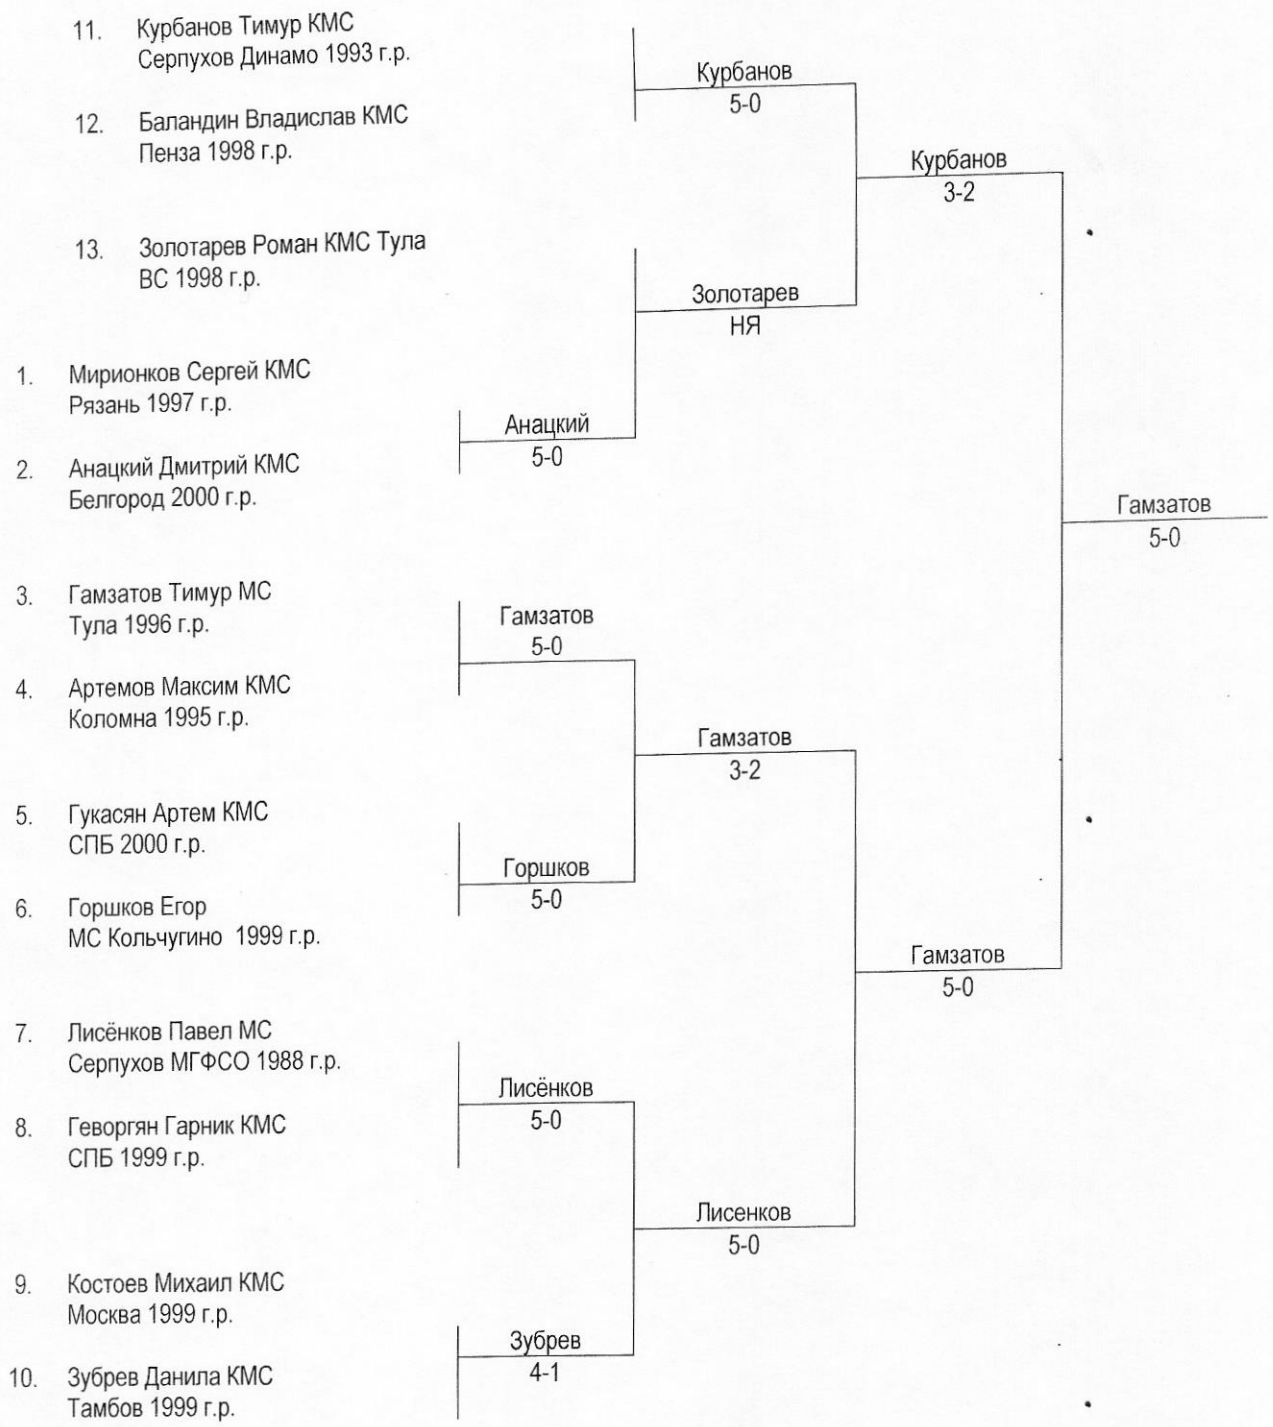 11. Курбанов Тимур КМС
Серпухов Динамо 1993 г.р.
Курбанов
5-0
12. Баландин Владислав КМС
Пенза 1998 г.р.
Курбанов
3-2
13. Золотарев Роман КМС Тула
ВС 1998 г.р.
Золотарев
НЯ
1. Мирионков Сергей КМС
Рязань 1997 г.р.
Анацкий
5-0
2. Анацкий Дмитрий КМС
Белгород 2000 г.р.
Гамзатов
5-0
3. Гамзатов Тимур МС
Тула 1996 г.р.
Гамзатов
5-0
4. Артемов Максим КМС
Коломна 1995 г.р.
Гамзатов
3-2
5. Гукасян Артем КМС
СПБ 2000 г.р.
Горшков
5-0
6. Горшков Егор
МС Кольчугино 1999 г.р.
Гамзатов
5-0
7. Лисёнков Павел МС
Серпухов МГФСО 1988 г.р.
Лисёнков
5-0
8. Геворгян Гарник КМС
СПБ 1999 г.р.
Лисенков
5-0
9. Костоев Михаил КМС
Москва 1999 г.р.
Зубрев
4-1
10. Зубрев Данила КМС
Тамбов 1999 г.р.